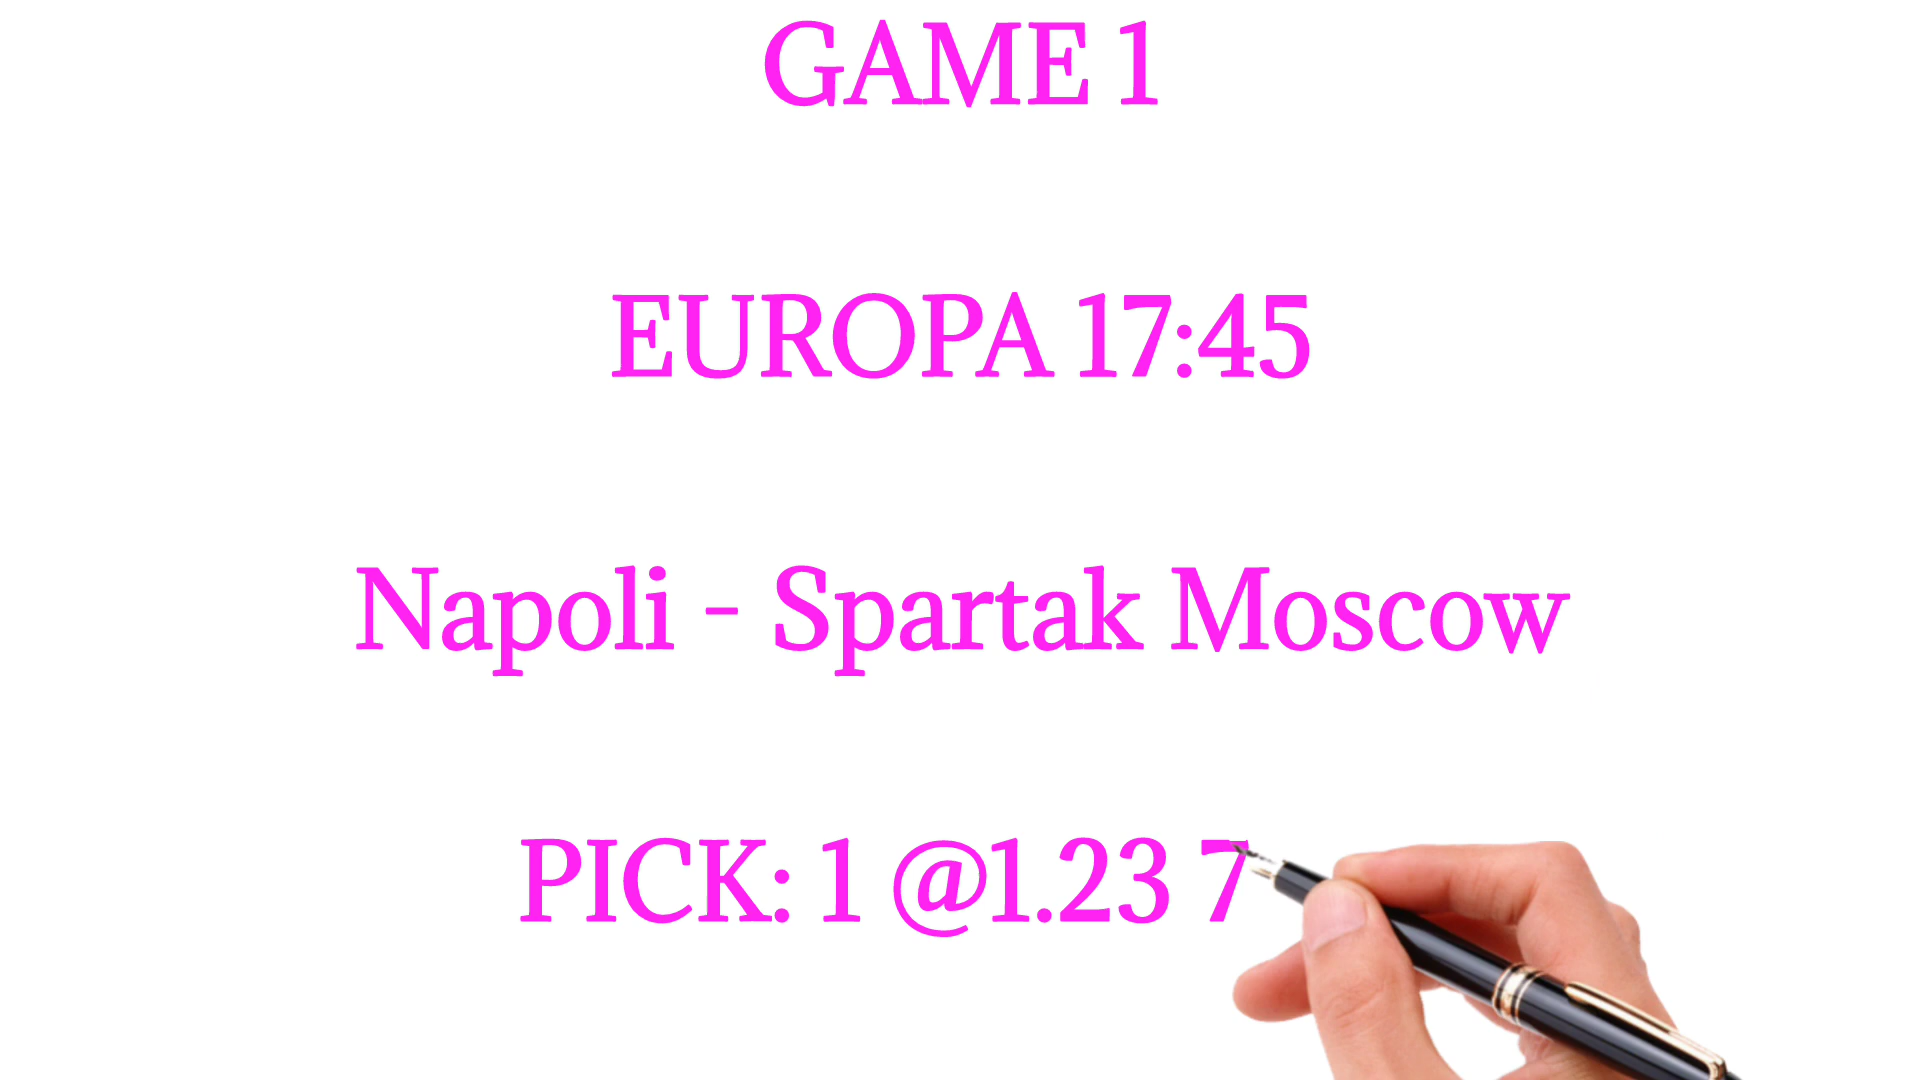 GAME 1
EUROPA 17:45
Napoli - Spartak Moscow
PICK: 1 @1.23 7